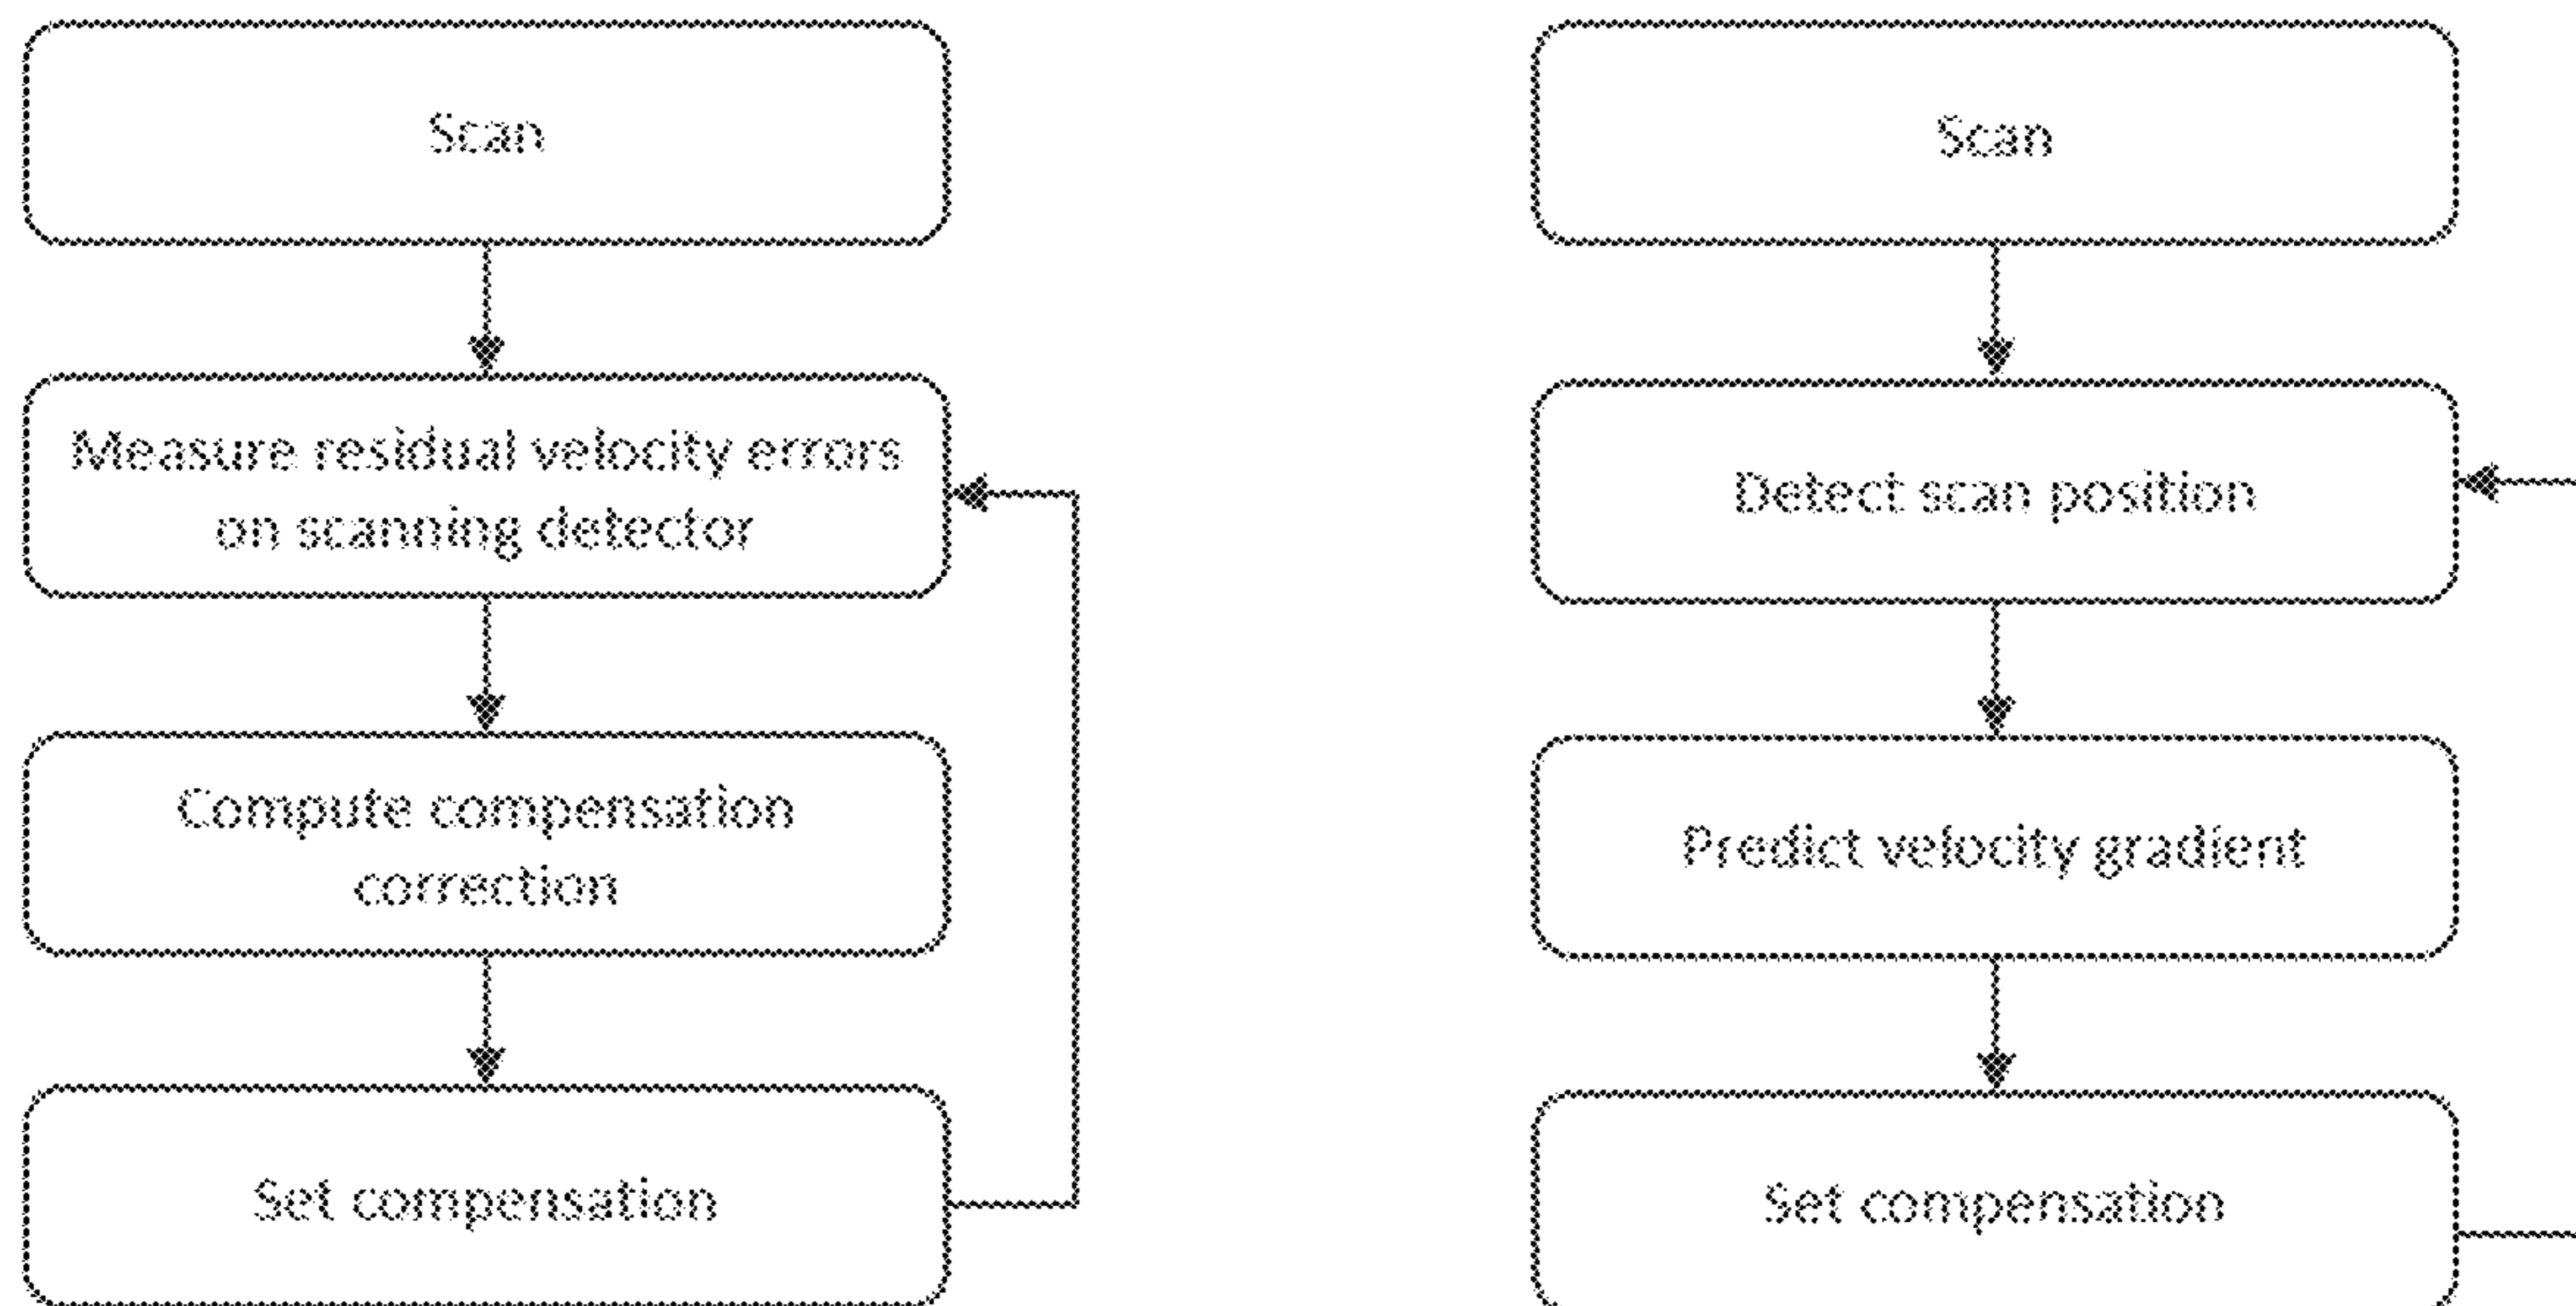 Scan
Measure residual velocity errors
on scanning detector
Compute compensation
correction
Set compensation
Scan
Detect scan position
Predict velocity gradient
Set compensation